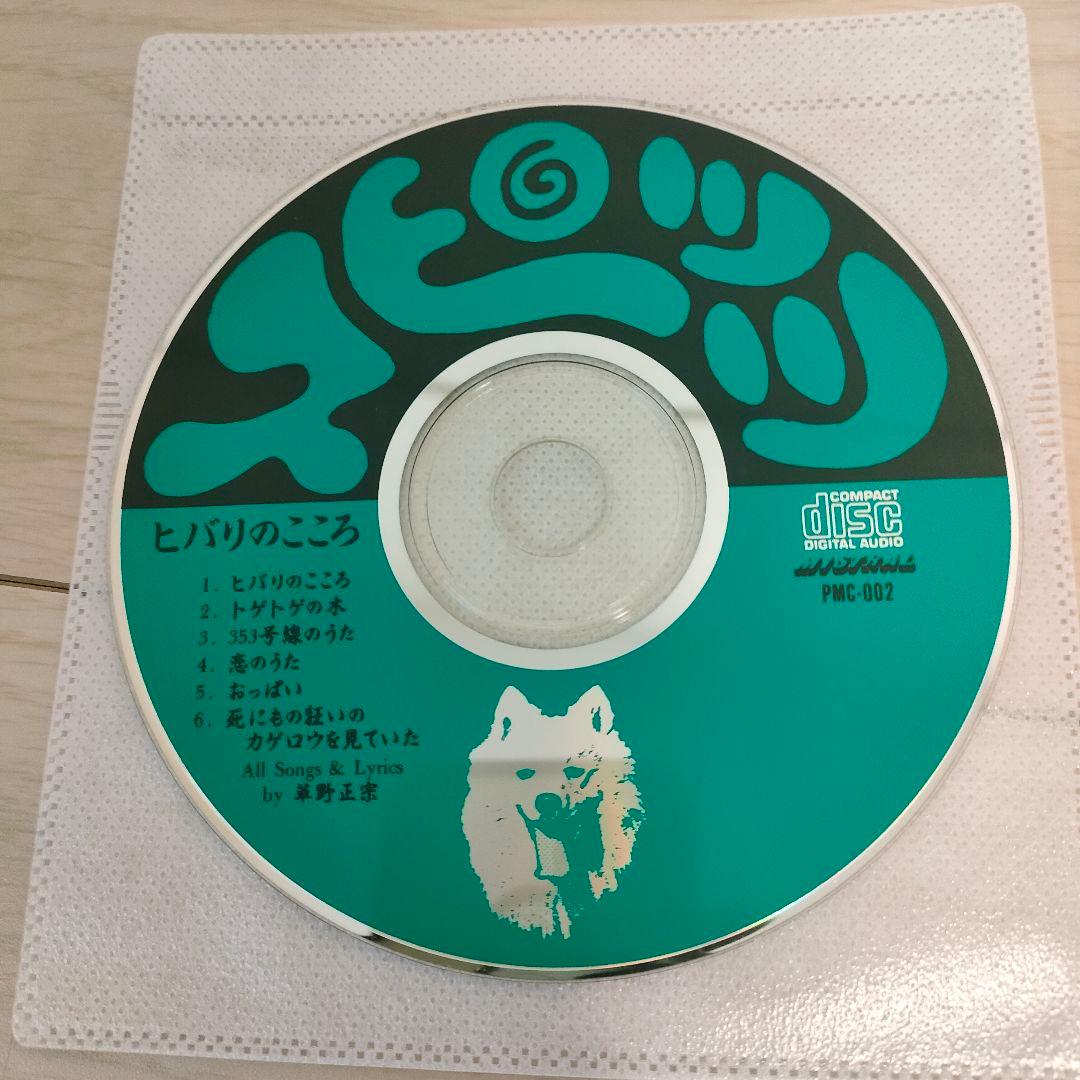 スピッツ
ヒバリのこころ
1. ヒバリのこころ
2. トゲトゲの木
3. 353号線のうた
4. 恋のうた
5. おっぱい
6. 死にもの狂いの
カゲロウを見ていた
All Songs & Lyrics
by 草野正宗
COMPACT
disc
DIGITAL AUDIO
PMC-002